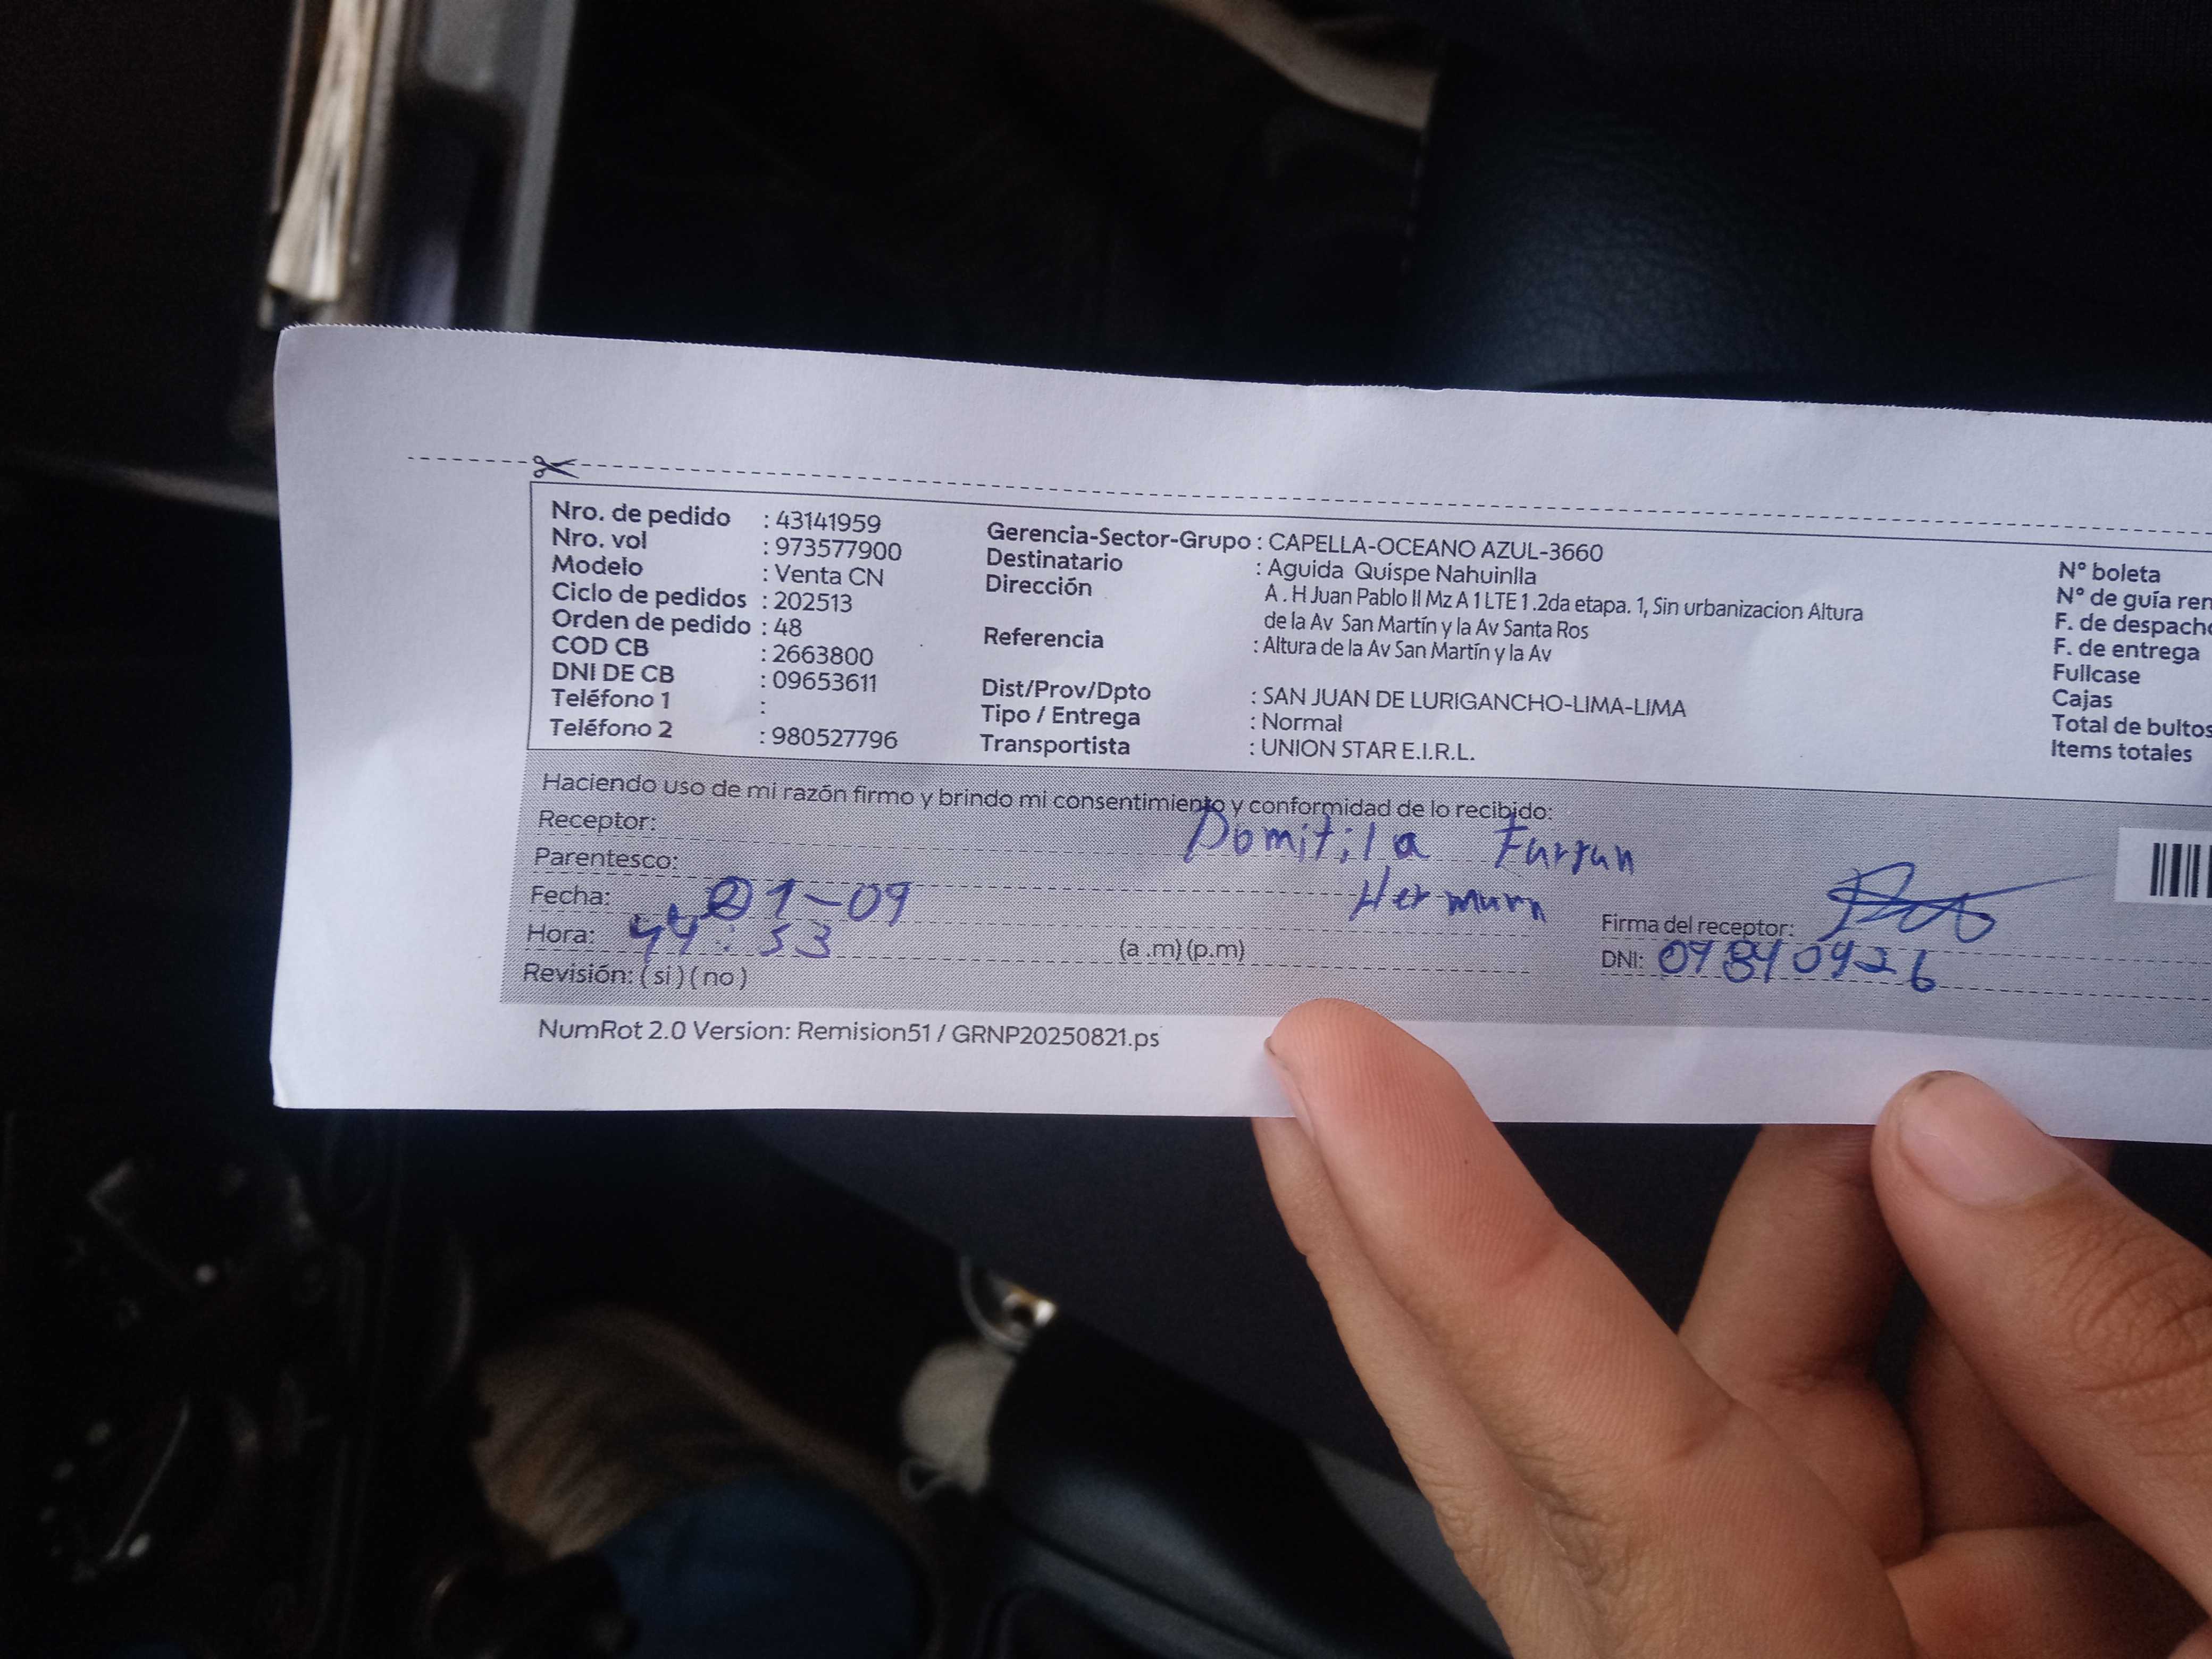 Nro. de pedido : 43141959
Nro. vol : 973577900
Modelo : Venta CN
Ciclo de pedidos : 202513
Orden de pedido : 48
COD CB : 2663800
DNI DE CB : 09653611
Teléfono 1 :
Teléfono 2 : 980527796
Gerencia-Sector-Grupo : CAPELLA-OCEANO AZUL-3660
Destinatario : Aguida Quispe Nahuinlla
Dirección : A . H Juan Pablo II Mz A 1 LTE 1 .2da etapa. 1, Sin urbanizacion Altura
de la Av San Martín y la Av Santa Ros
Referencia : Altura de la Av San Martín y la Av
Dist/Prov/Dpto : SAN JUAN DE LURIGANCHO-LIMA-LIMA
Tipo / Entrega : Normal
Transportista : UNION STAR E.I.R.L.
N° boleta
N° de guía rem
F. de despacho
F. de entrega
Fullcase
Cajas
Total de bultos
Items totales
Haciendo uso de mi razón firmo y brindo mi consentimiento y conformidad de lo recibido:
Receptor: Domitila
Parentesco:
Fecha: 01-09
Hora: : 53 (a .m) (p.m)
Revisión: ( si ) ( no )
Firma del receptor:
DNI:
NumRot 2.0 Version: Remision51 / GRNP20250821.ps